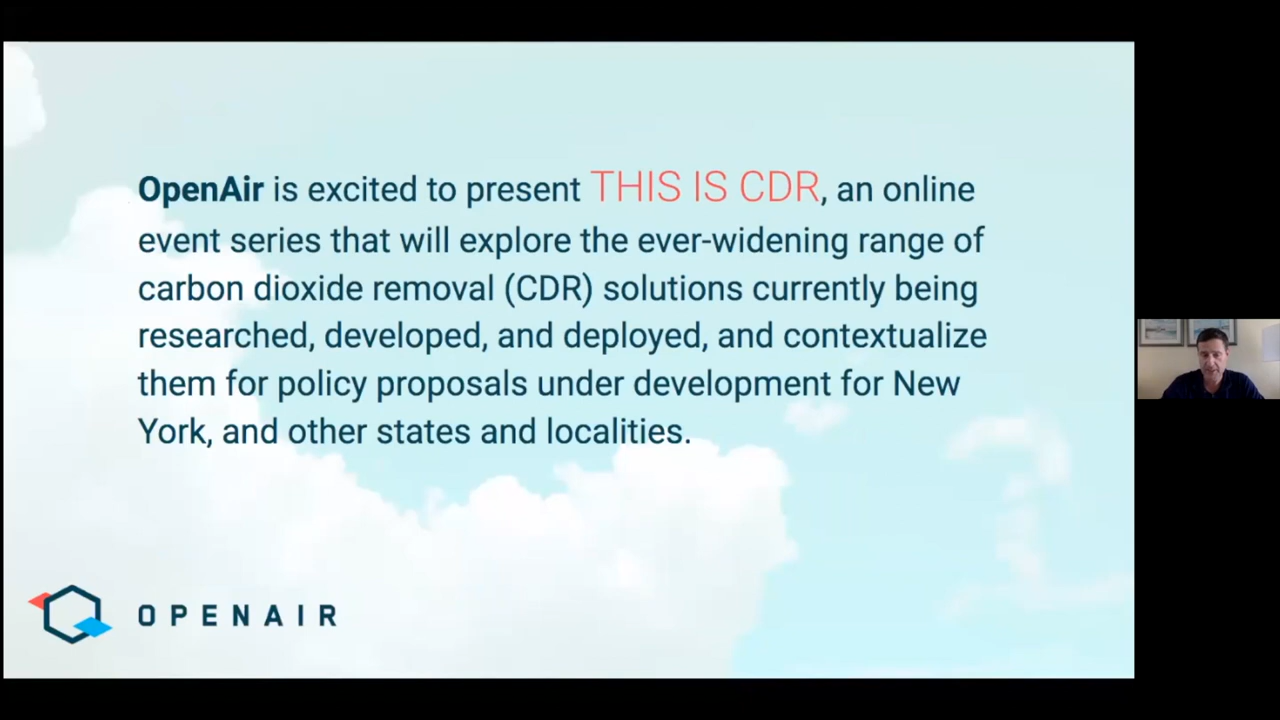 OpenAir is excited to present THIS IS CDR, an online
event series that will explore the ever-widening range of
carbon dioxide removal (CDR) solutions currently being
researched, developed, and deployed, and contextualize
them for policy proposals under development for New
York, and other states and localities.
OPENAIR